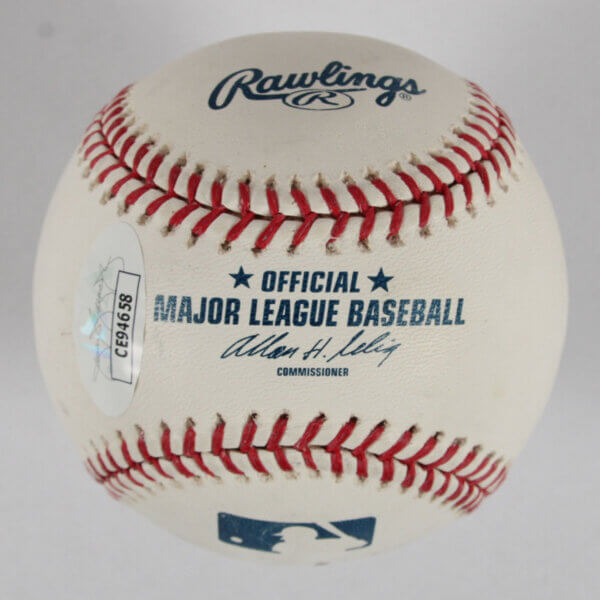 Rawlings
R ®
★ OFFICIAL ★
MAJOR LEAGUE BASEBALL
Allan H. Selig
COMMISSIONER
CE94658